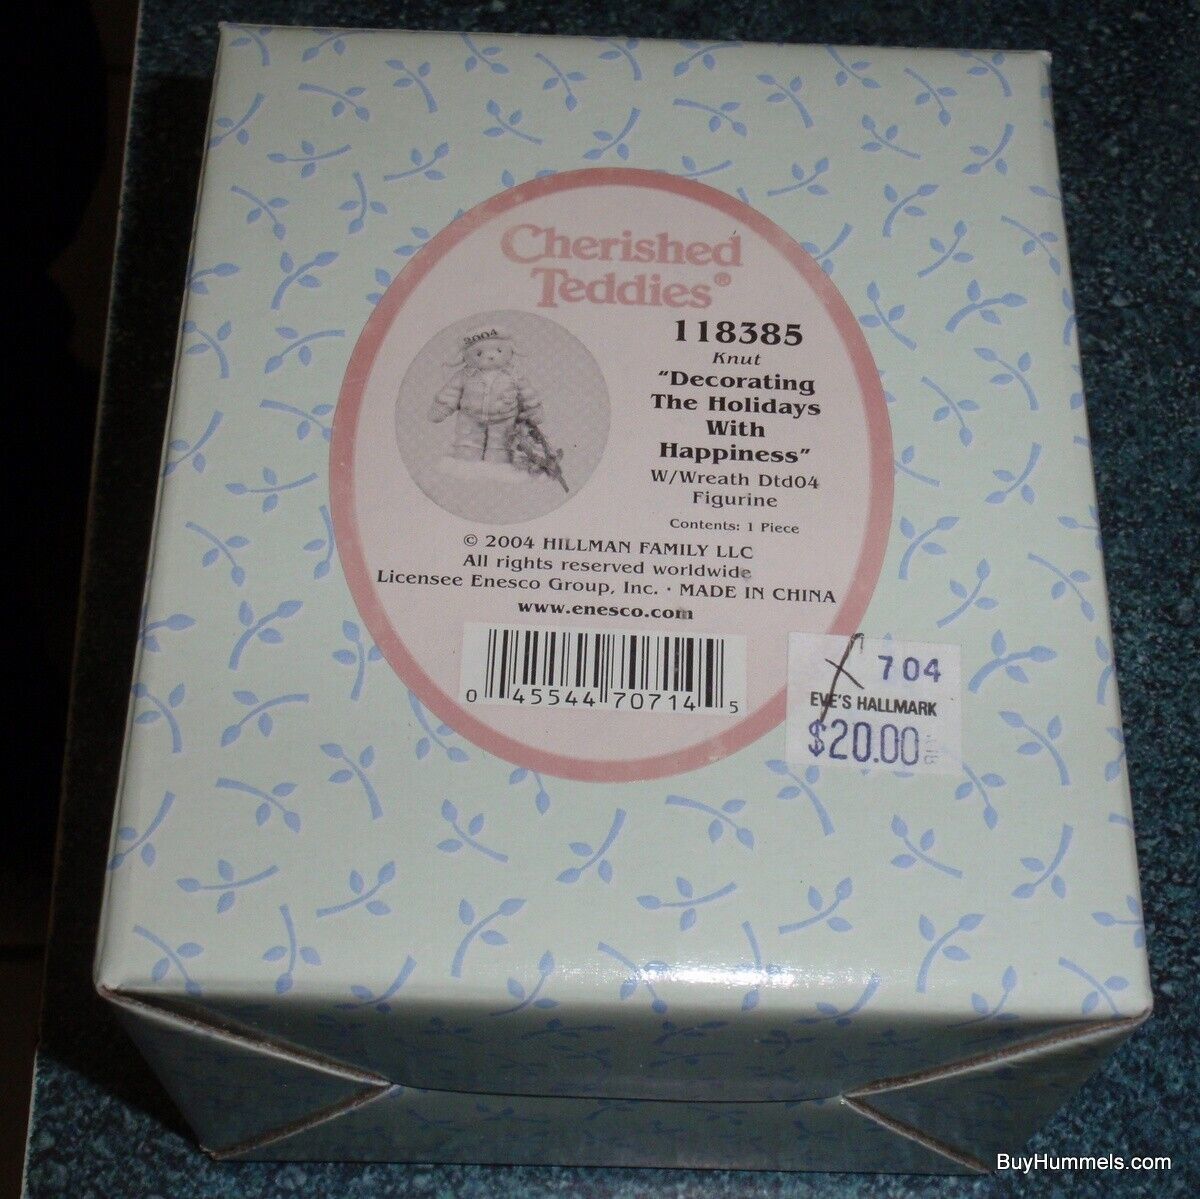 Cherished
Teddies®
2004
118385
Knut
"Decorating
The Holidays
With
Happiness"
W/Wreath Dtd04
Figurine
Contents: 1 Piece
© 2004 HILLMAN FAMILY LLC
All rights reserved worldwide
Licensee Enesco Group, Inc. · MADE IN CHINA
www.enesco.com
0 45544 70714 5
704
EVE'S HALLMARK
$20.00
BuyHummels.com